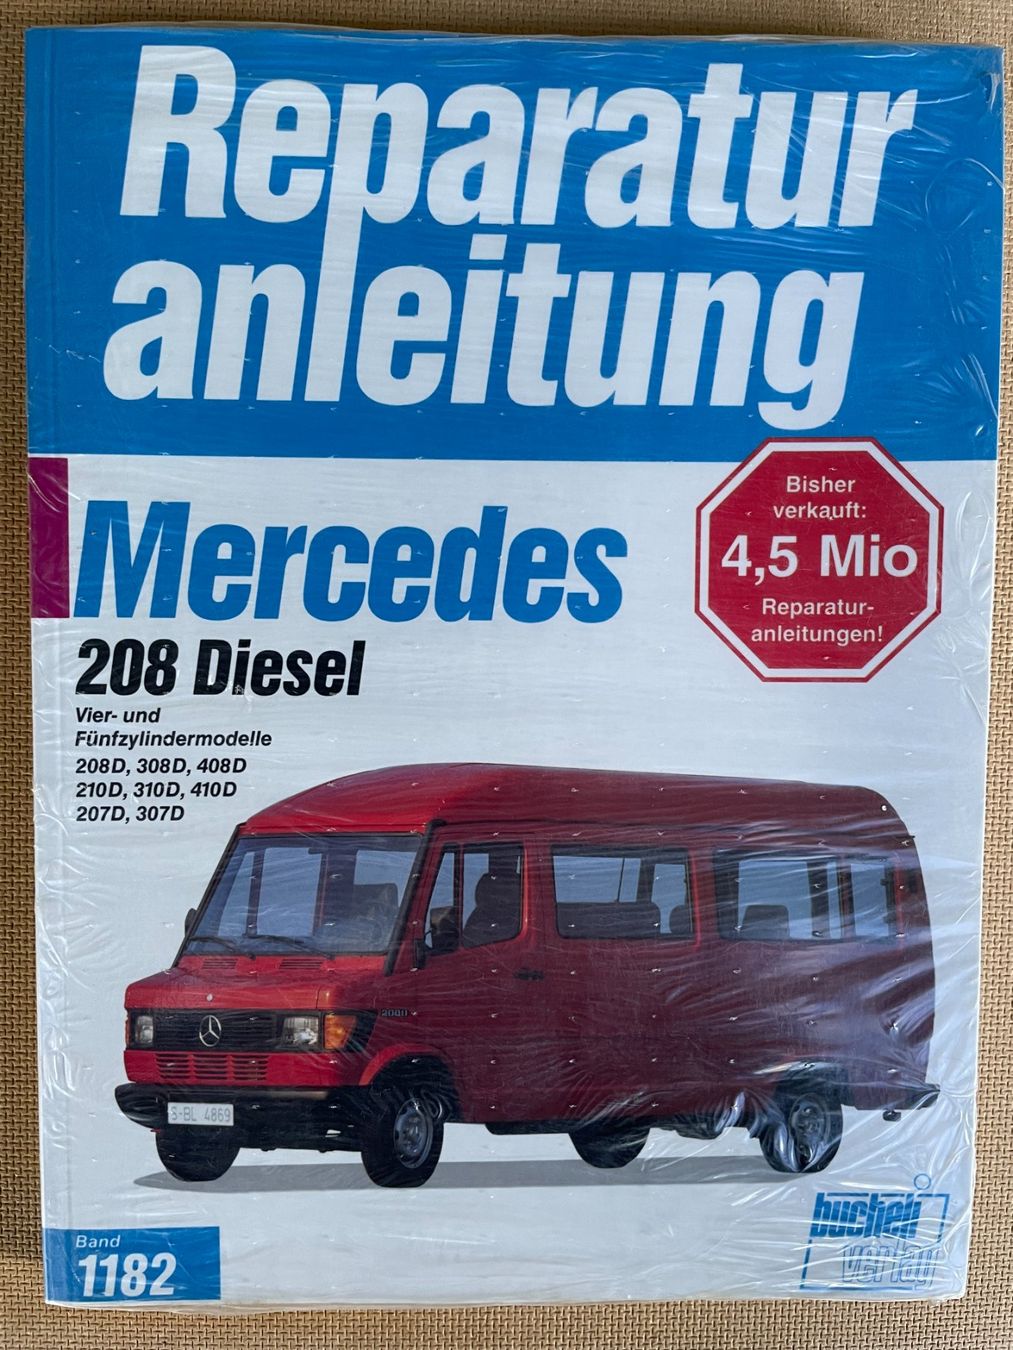 Reparatur
anleitung
Bisher
verkauft:
4,5 Mio
Reparatur-
anleitungen!
Mercedes
208 Diesel
Vier- und
Fünfzylindermodelle
208D, 308D, 408D
210D, 310D, 410D
207D, 307D
S-BL 4869
Band
1182
bucheli
verlag